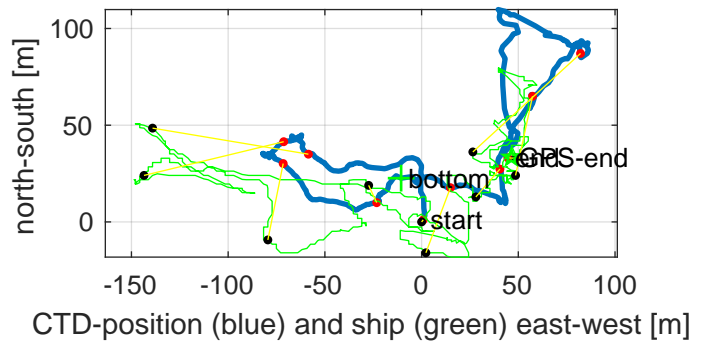 north-south [m]
100
50
0
-150
-100
-50
0
50
100
CTD-position (blue) and ship (green) east-west [m]
bottom
start
end
GPS-end